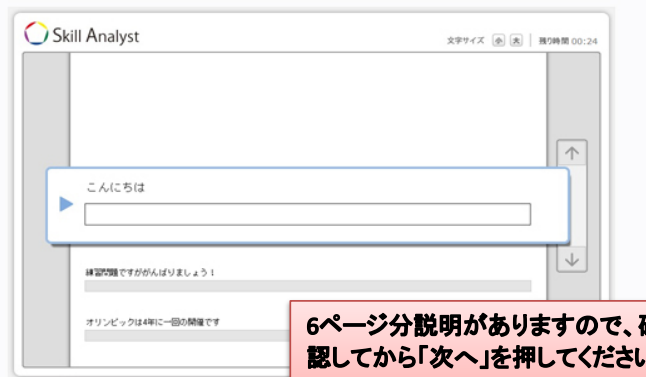 Skill Analyst
文字サイズ 小 大 | 残り時間 00:24
こんにちは
練習問題ですががんばりましょう！
オリンピックは4年に一回の開催です
6ページ分説明がありますので、確
認してから「次へ」を押してください